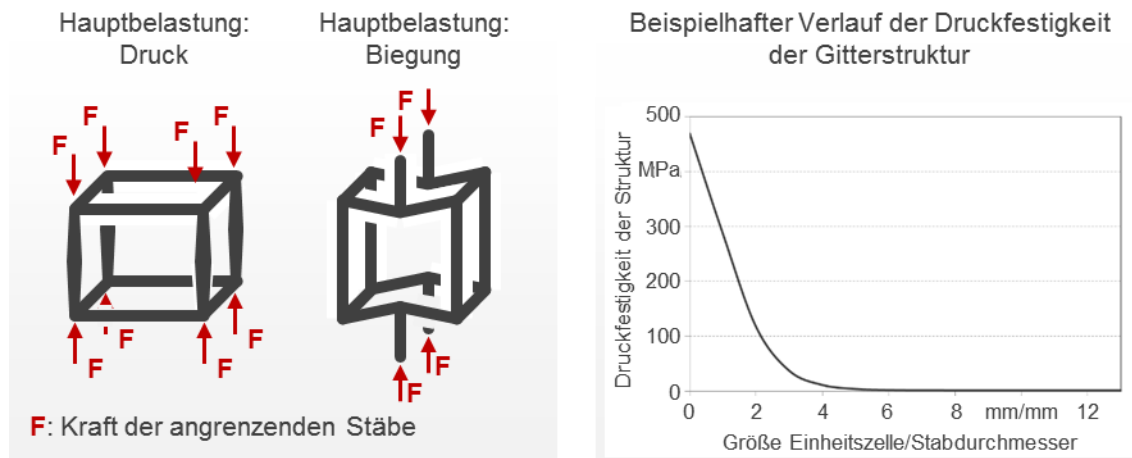 Hauptbelastung:
Druck
F
F
F
F
F
F
F
F
Hauptbelastung:
Biegung
F
F
F
F
F: Kraft der angrenzenden Stäbe
Beispielhafter Verlauf der Druckfestigkeit
der Gitterstruktur
Druckfestigkeit der Struktur
500
MPa
300
200
100
0
0 2 4 6 8 mm/mm 12
Größe Einheitszelle/Stabdurchmesser